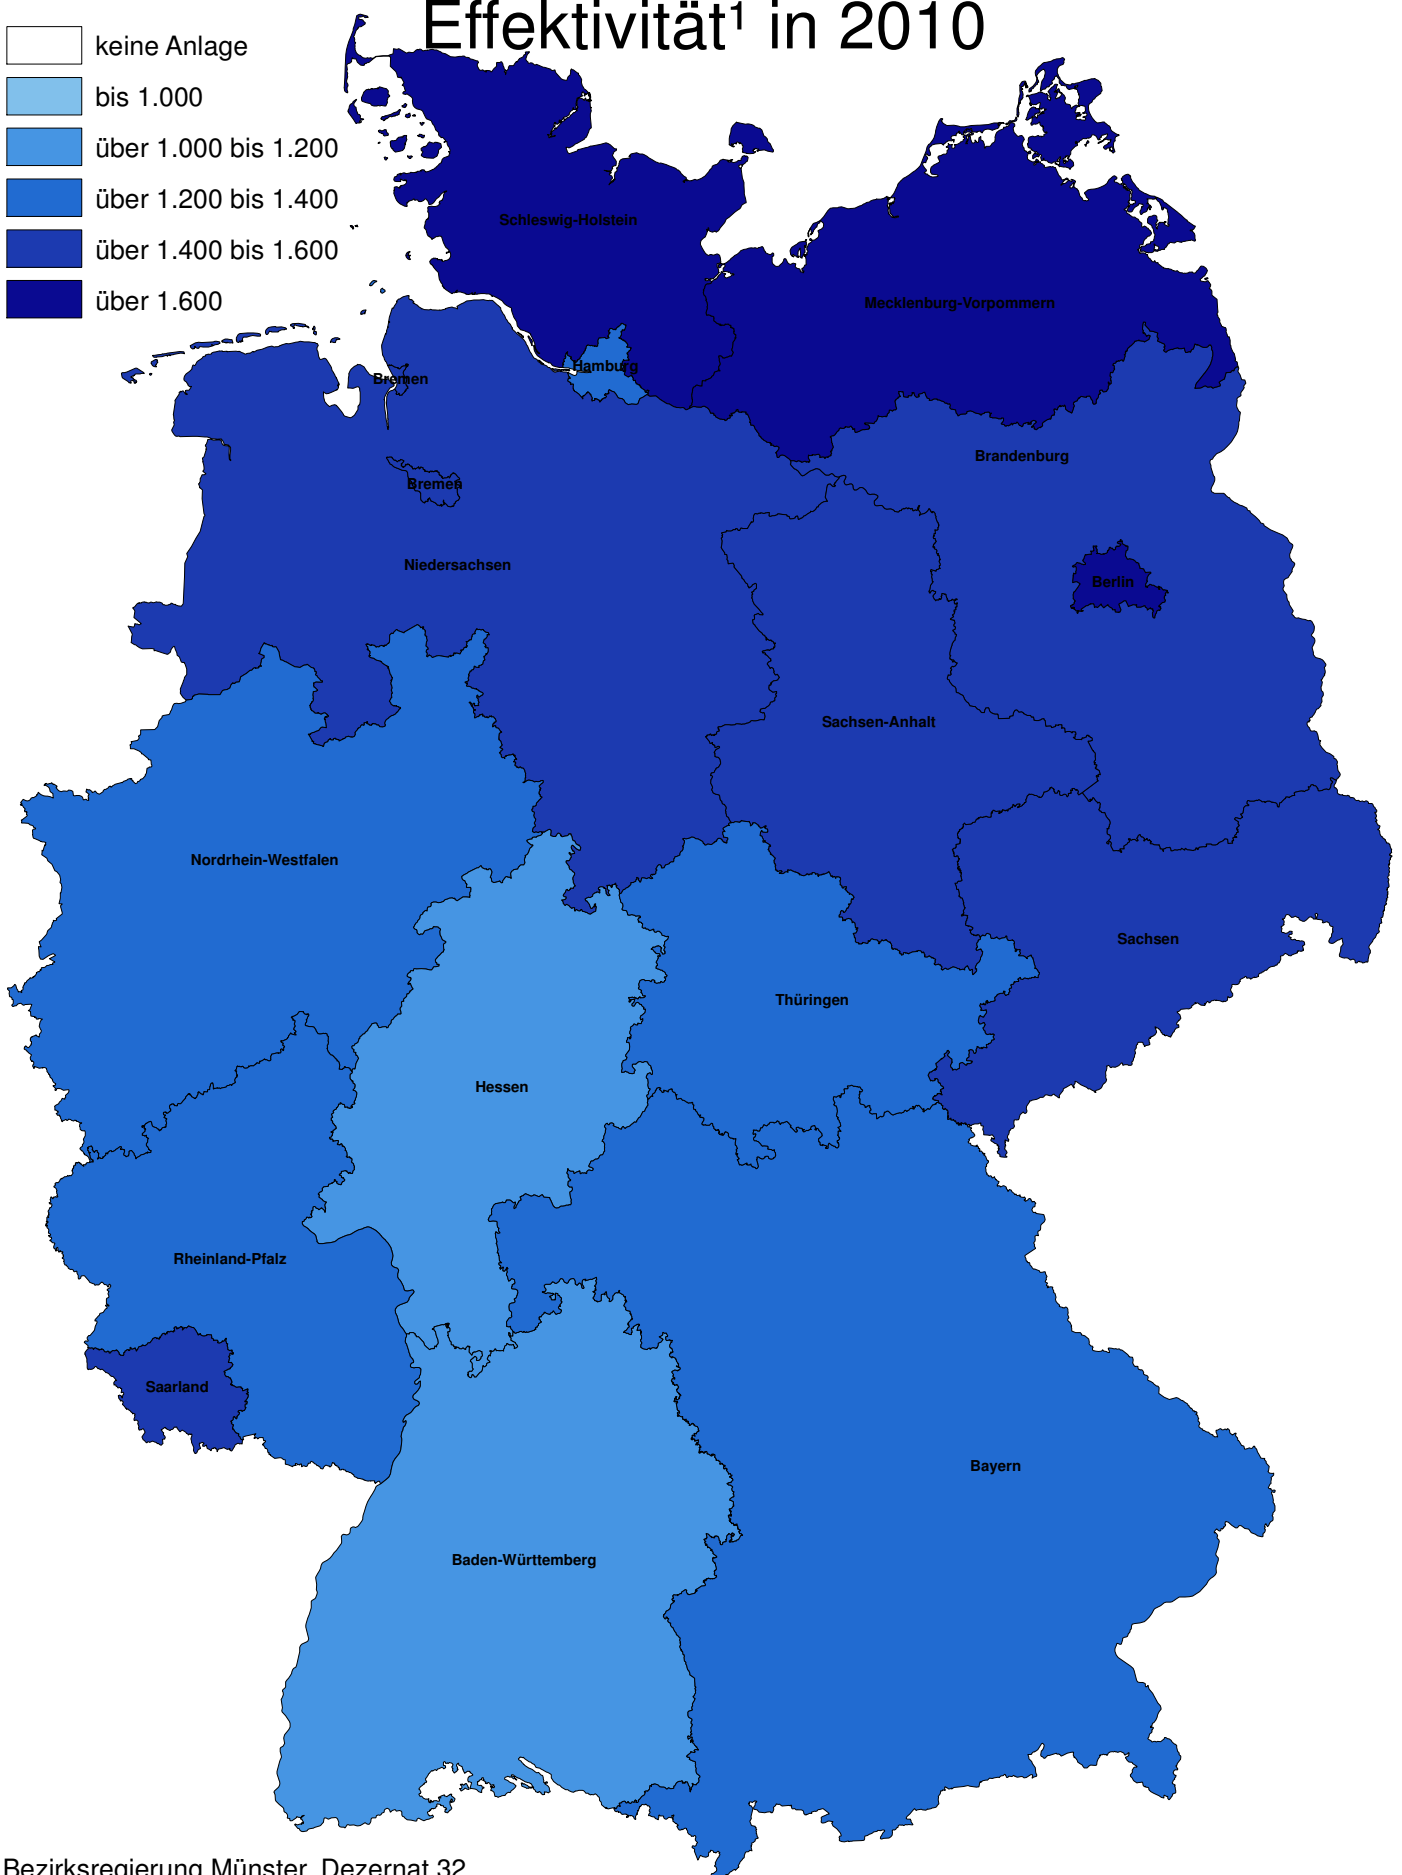 Effektivität¹ in 2010
keine Anlage
bis 1.000
über 1.000 bis 1.200
über 1.200 bis 1.400
über 1.400 bis 1.600
über 1.600
Schleswig-Holstein
Mecklenburg-Vorpommern
Hamburg
Bremen
Brandenburg
Bremen
Niedersachsen
Berlin
Sachsen-Anhalt
Nordrhein-Westfalen
Sachsen
Thüringen
Hessen
Rheinland-Pfalz
Saarland
Bayern
Baden-Württemberg
Bezirksregierung Münster, Dezernat 32